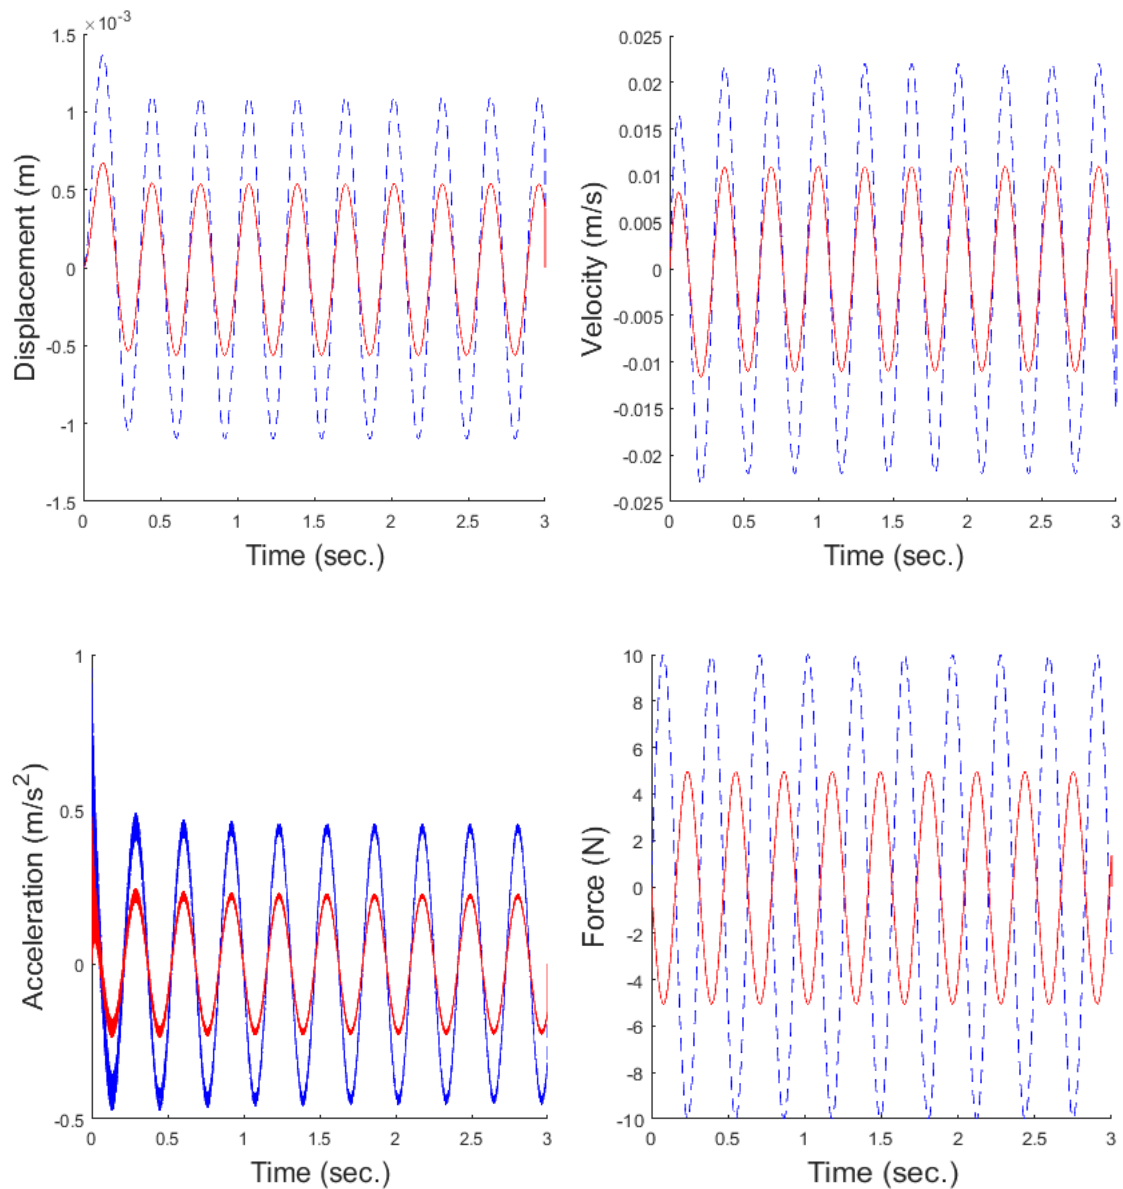 ×10⁻³
1.5
1
0.5
0
-0.5
-1
-1.5
0 0.5 1 1.5 2 2.5 3
Displacement (m)
Time (sec.)
0.025
0.02
0.015
0.01
0.005
0
-0.005
-0.01
-0.015
-0.02
-0.025
0 0.5 1 1.5 2 2.5 3
Velocity (m/s)
Time (sec.)
1
0.5
0
-0.5
0 0.5 1 1.5 2 2.5 3
Acceleration (m/s²)
Time (sec.)
10
8
6
4
2
0
-2
-4
-6
-8
-10
0 0.5 1 1.5 2 2.5 3
Force (N)
Time (sec.)